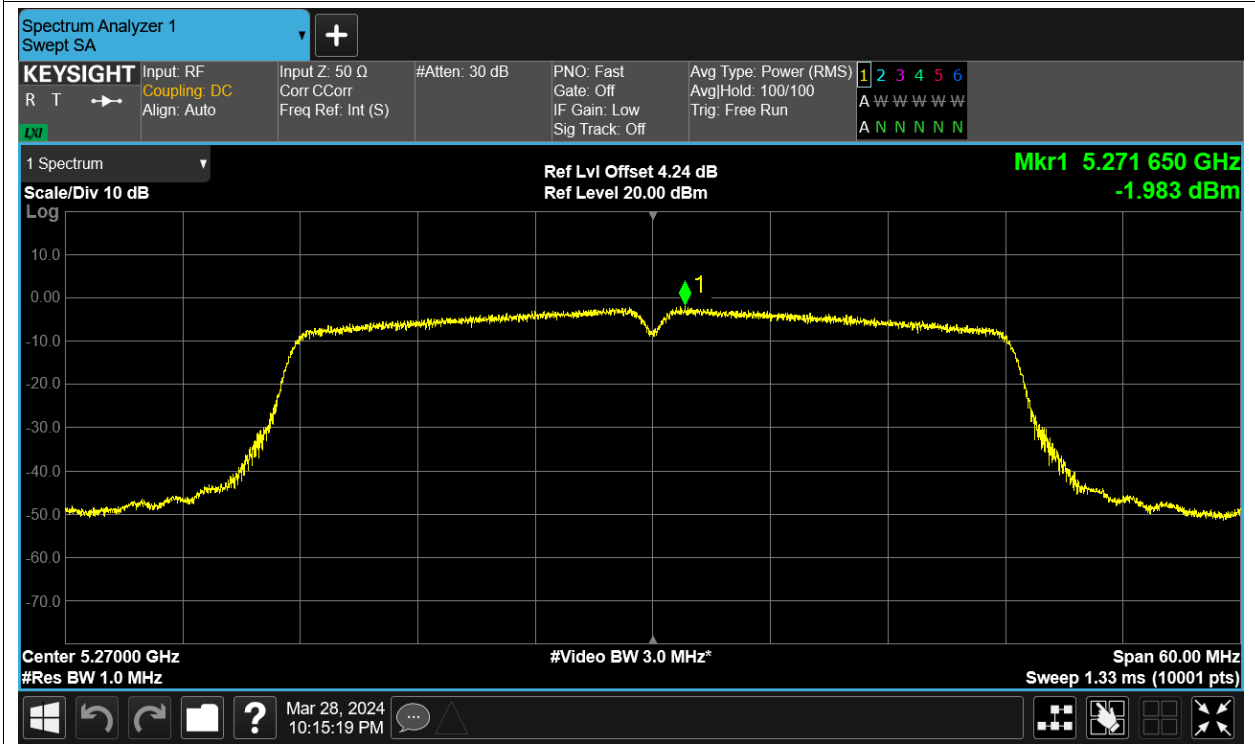 Spectrum Analyzer 1
Swept SA
+
KEYSIGHT
R T
LXI
Input: RF
Coupling: DC
Align: Auto
Input Z: 50 Ω
Corr CCorr
Freq Ref: Int (S)
#Atten: 30 dB
PNO: Fast
Gate: Off
IF Gain: Low
Sig Track: Off
Avg Type: Power (RMS)
Avg|Hold: 100/100
Trig: Free Run
1 2 3 4 5 6
A W W W W W
A N N N N N
1 Spectrum
Scale/Div 10 dB
Log
Ref Lvl Offset 4.24 dB
Ref Level 20.00 dBm
Mkr1 5.271 650 GHz
-1.983 dBm
1
10.0
0.00
-10.0
-20.0
-30.0
-40.0
-50.0
-60.0
-70.0
Center 5.27000 GHz
#Res BW 1.0 MHz
#Video BW 3.0 MHz*
Span 60.00 MHz
Sweep 1.33 ms (10001 pts)
?
Mar 28, 2024
10:15:19 PM